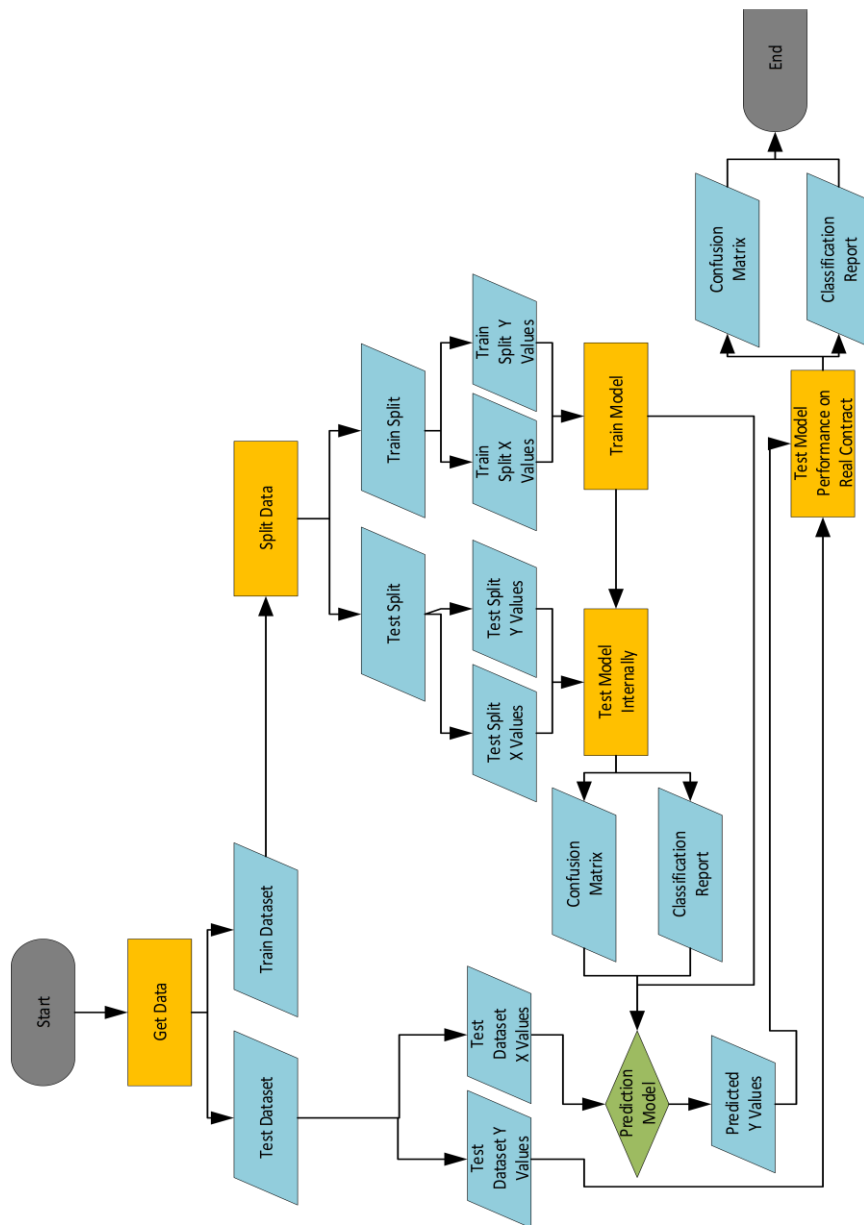 Start
Get Data
Test Dataset
Train Dataset
Split Data
Test Split
Train Split
Test
Dataset Y
Values
Test
Dataset
X Values
Test Split
X Values
Test Split
Y Values
Train
Split X
Values
Train
Split Y
Values
Prediction
Model
Confusion
Matrix
Classification
Report
Test Model
Internally
Train Model
Predicted
Y Values
Test Model
Performance on
Real Contract
Confusion
Matrix
Classification
Report
End